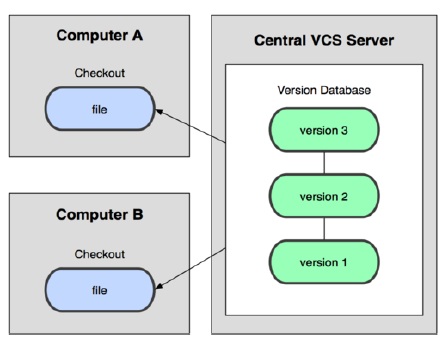 Computer A
Checkout
file
Computer B
Checkout
file
Central VCS Server
Version Database
version 3
version 2
version 1